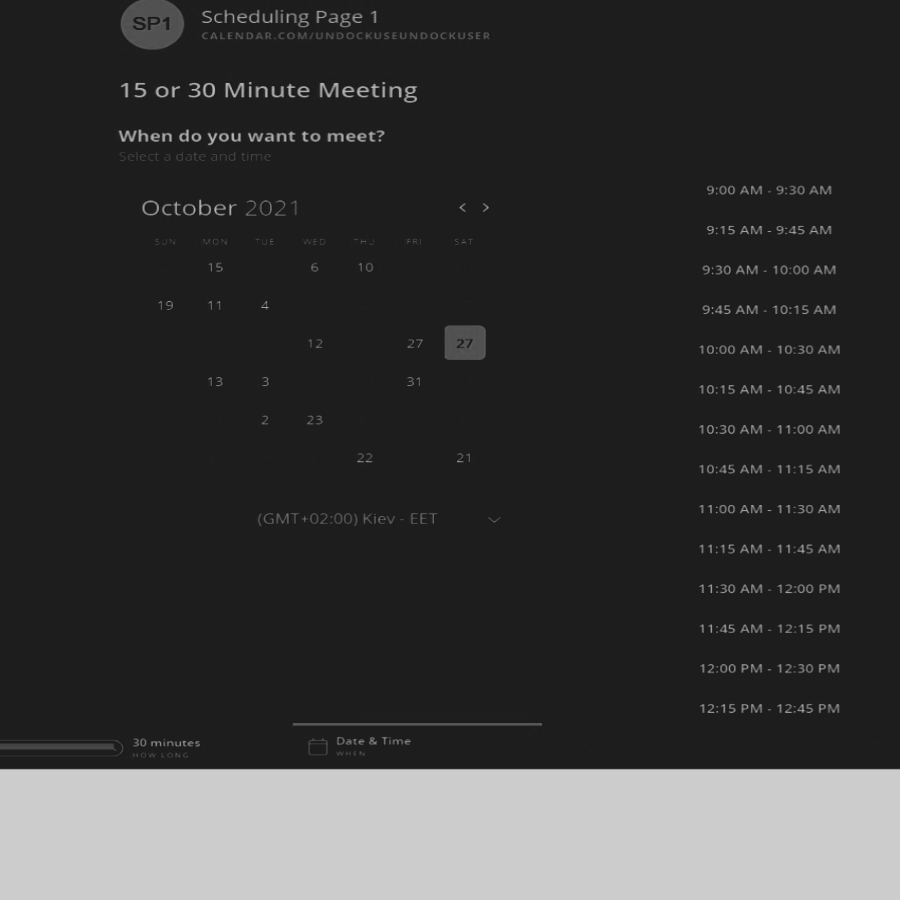 SP1
Scheduling Page 1
CALENDAR.COM/UNDOCKUSEUNDOCKUSER
15 or 30 Minute Meeting
When do you want to meet?
Select a date and time
October 2021 < >
SUN MON TUE WED THU FRI SAT
15 6 10
19 11 4
12 27 27
13 3 31
2 23
22 21
(GMT+02:00) Kiev - EET
9:00 AM - 9:30 AM
9:15 AM - 9:45 AM
9:30 AM - 10:00 AM
9:45 AM - 10:15 AM
10:00 AM - 10:30 AM
10:15 AM - 10:45 AM
10:30 AM - 11:00 AM
10:45 AM - 11:15 AM
11:00 AM - 11:30 AM
11:15 AM - 11:45 AM
11:30 AM - 12:00 PM
11:45 AM - 12:15 PM
12:00 PM - 12:30 PM
12:15 PM - 12:45 PM
30 minutes
HOW LONG
Date & Time
WHEN